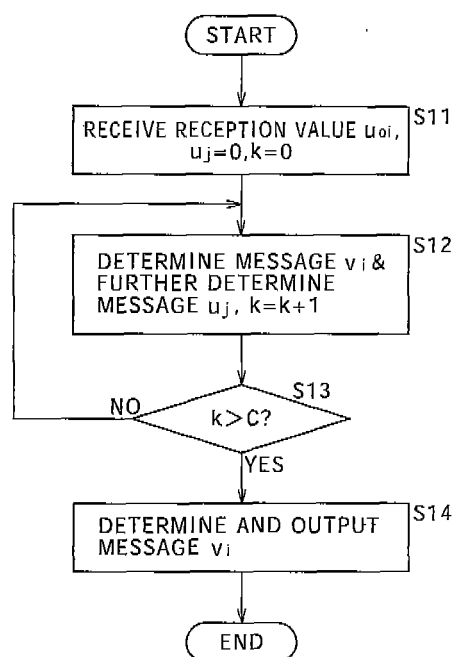 START
S11
RECEIVE RECEPTION VALUE u0i,
uj=0,k=0
S12
DETERMINE MESSAGE vi&
FURTHER DETERMINE
MESSAGE uj, k=k+1
S13
NO
k>C?
YES
S14
DETERMINE AND OUTPUT
MESSAGE vi
END